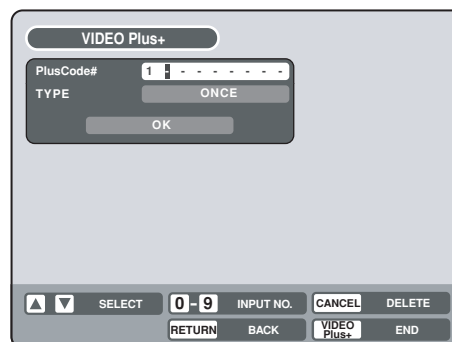 VIDEO Plus+
PlusCode# 1 - - - - - - -
TYPE ONCE
OK
SELECT 0-9 INPUT NO. CANCEL DELETE
RETURN BACK VIDEO Plus+ END